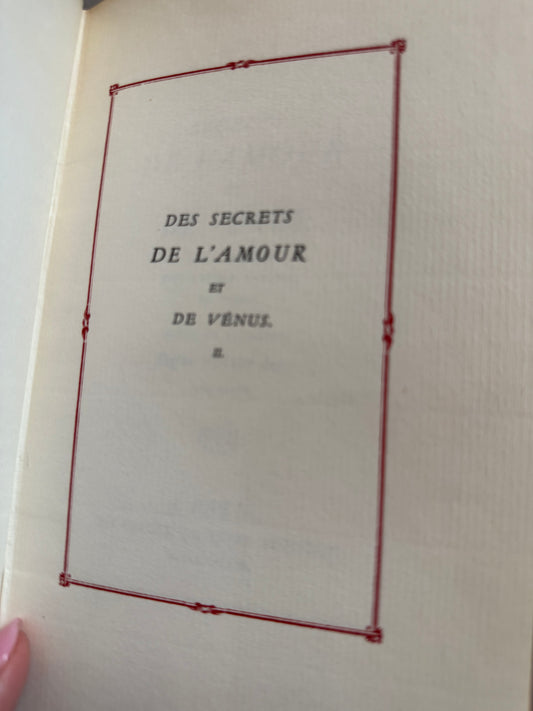 DES SECRETS
DE L'AMOUR
ET
DE VÉNUS.
II.